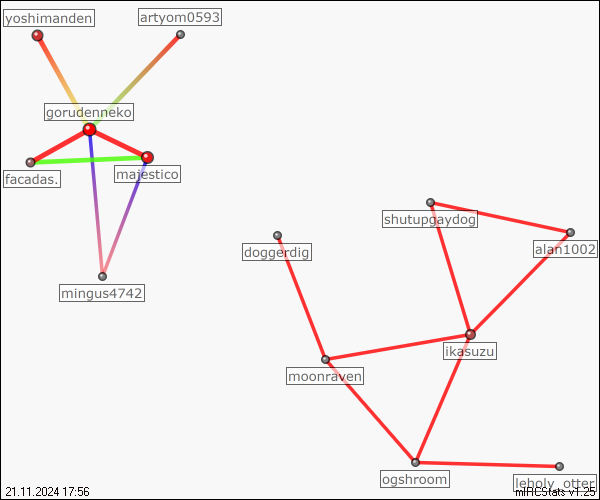 yoshimanden
artyom0593
gorudenneko
facadas.
majestico
mingus4742
shutupgaydog
alan1002
doggerdig
ikasuzu
moonraven
ogshroom
leholy_otter
21.11.2024 17:56
mIRCStats v1.25